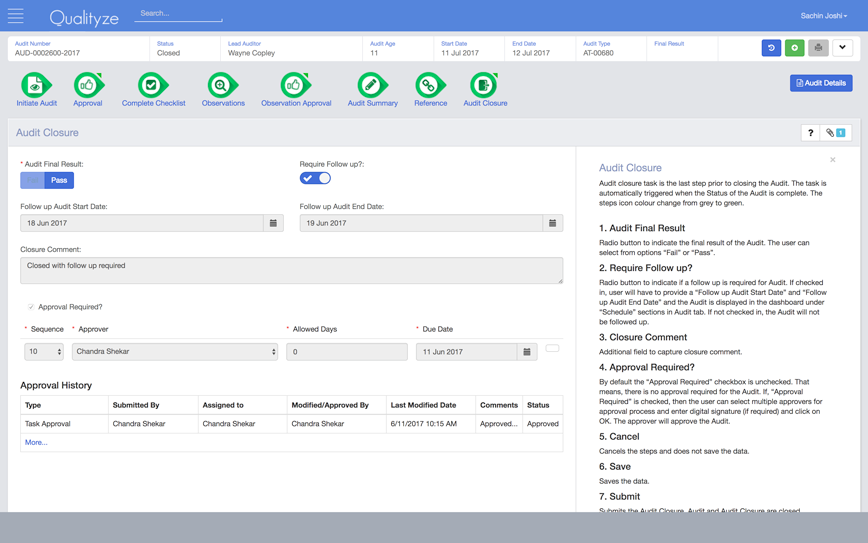 Qualityze
Search...
Sachin Joshi
Audit Number Status Lead Auditor Audit Age Start Date End Date Audit Type Final Result
AUD-0002600-2017 Closed Wayne Copley 11 11 Jul 2017 12 Jul 2017 AT-00680
Initiate Audit Approval Complete Checklist Observations Observation Approval Audit Summary Reference Audit Closure
Audit Details
Audit Closure
? 1
* Audit Final Result:
Pass
Require Follow up?:
Follow up Audit Start Date:
18 Jun 2017
Follow up Audit End Date:
19 Jun 2017
Closure Comment:
Closed with follow up required
Approval Required?
* Sequence * Approver * Allowed Days * Due Date
10 Chandra Shekar 0 11 Jun 2017
Approval History
Type Submitted By Assigned to Modified/Approved By Last Modified Date Comments Status
Task Approval Chandra Shekar Chandra Shekar Chandra Shekar 6/11/2017 10:15 AM Approved... Approved
More...
×
Audit Closure
Audit closure task is the last step prior to closing the Audit. The task is
automatically triggered when the Status of the Audit is complete. The
steps icon colour change from grey to green.
1. Audit Final Result
Radio button to indicate the final result of the Audit. The user can
select from options “Fail” or “Pass”.
2. Require Follow up?
Radio button to indicate if a follow up is required for Audit. If checked
in, user will have to provide a “Follow up Audit Start Date” and “Follow
up Audit End Date” and the Audit is displayed in the dashboard under
“Schedule” sections in Audit tab. If not checked in, the Audit will not
be followed up.
3. Closure Comment
Additional field to capture closure comment.
4. Approval Required?
By default the “Approval Required” checkbox is unchecked. That
means, there is no approval required for the Audit. If, “Approval
Required” is checked, then the user can select multiple approvers for
approval process and enter digital signature (if required) and click on
OK. The approver will approve the Audit.
5. Cancel
Cancels the steps and does not save the data.
6. Save
Saves the data.
7. Submit
Submits the Audit Closure. Audit and Audit Closure are closed